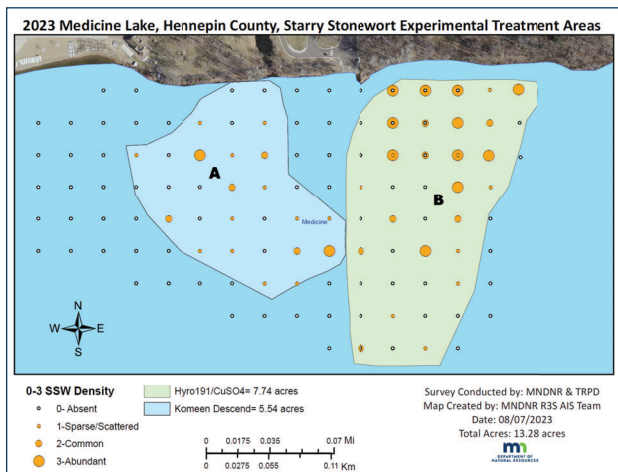 2023 Medicine Lake, Hennepin County, Starry Stonewort Experimental Treatment Areas
A
B
Medicine
N
W E
S
0-3 SSW Density
0- Absent
1-Sparse/Scattered
2-Common
3-Abundant
Hyro191/CuSO4= 7.74 acres
Komeen Descend= 5.54 acres
0 0.0175 0.035 0.07 Mi
0 0.0275 0.055 0.11 Km
Survey Conducted by: MNDNR & TRPD
Map Created by: MNDNR R3S AIS Team
Date: 08/07/2023
Total Acres: 13.28 acres
DEPARTMENT OF
NATURAL RESOURCES